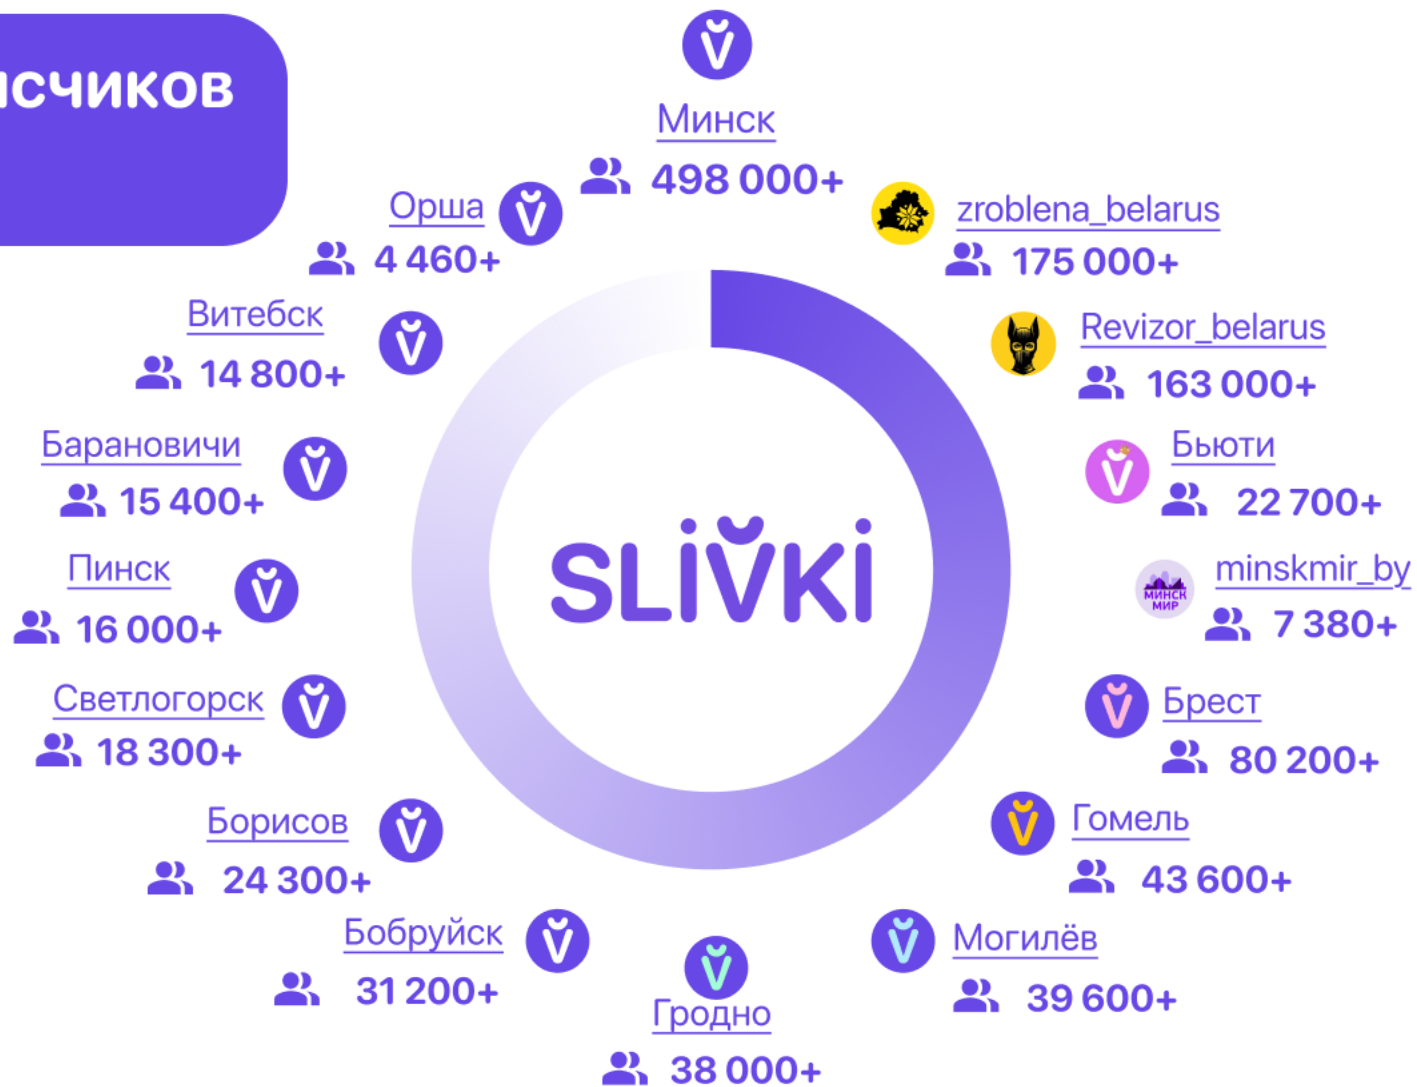 Минск
498 000+
zroblena_belarus
175 000+
Revizor_belarus
163 000+
Бьюти
22 700+
МИНСК
МИР
minskmir_by
7 380+
Брест
80 200+
Гомель
43 600+
Могилёв
39 600+
Гродно
38 000+
Бобруйск
31 200+
Борисов
24 300+
Светлогорск
18 300+
Пинск
16 000+
Барановичи
15 400+
Витебск
14 800+
Орша
4 460+
SLIVKI